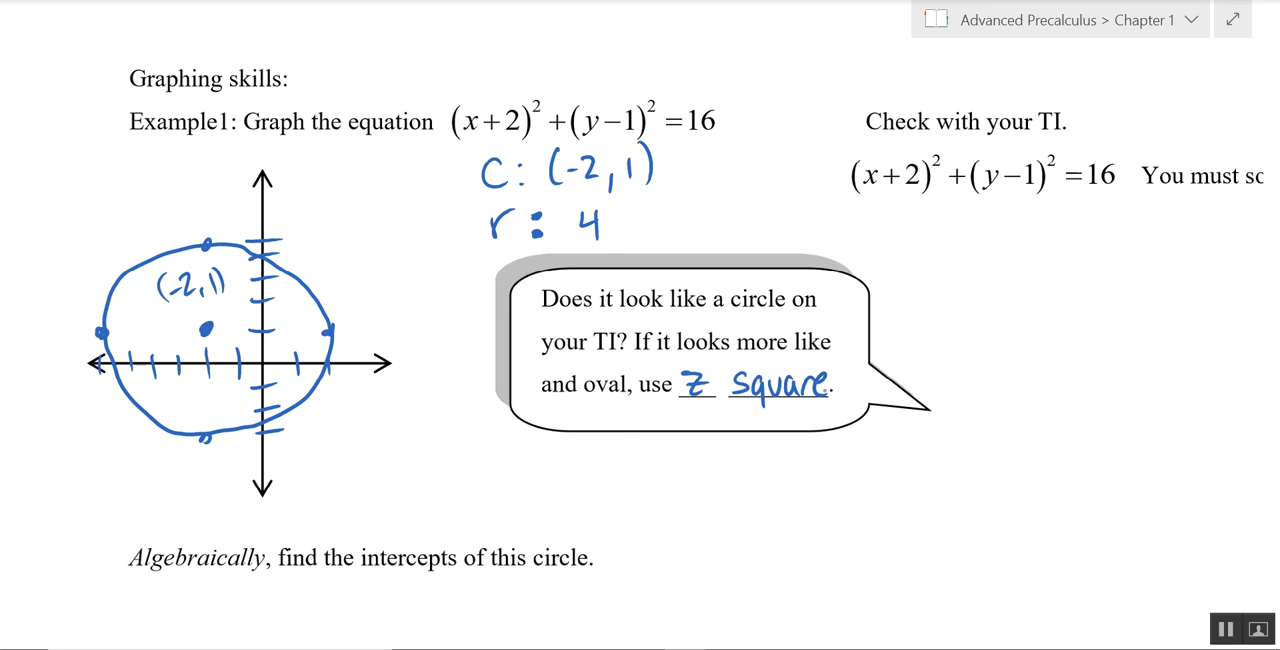 Advanced Precalculus > Chapter 1
Graphing skills:
Example1: Graph the equation (x+2)² +(y−1)² =16
Check with your TI.
C: (-2, 1)
(x+2)² +(y−1)² =16 You must sc
r: 4
(-2,1)
Does it look like a circle on
your TI? If it looks more like
and oval, use Z square.
Algebraically, find the intercepts of this circle.